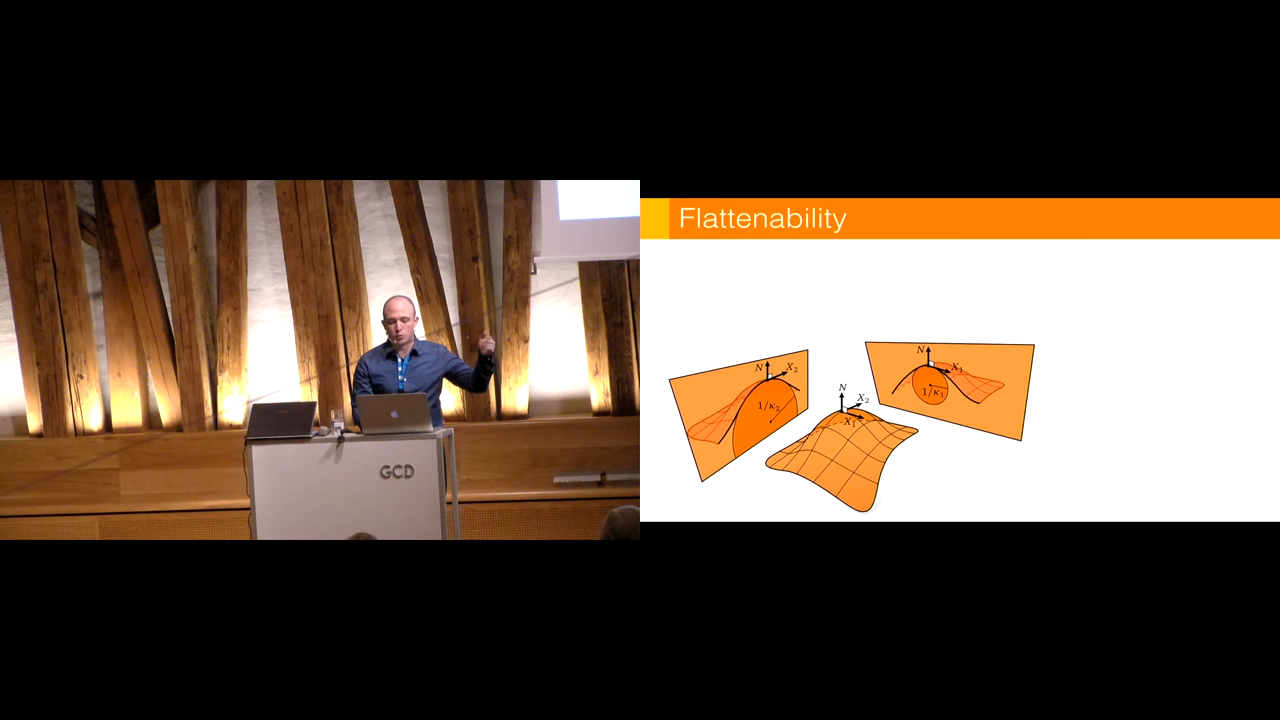 GCD
Flattenability
N
X₂
1/κ₂
N
X₂
X₁
N
X₁
1/κ₁